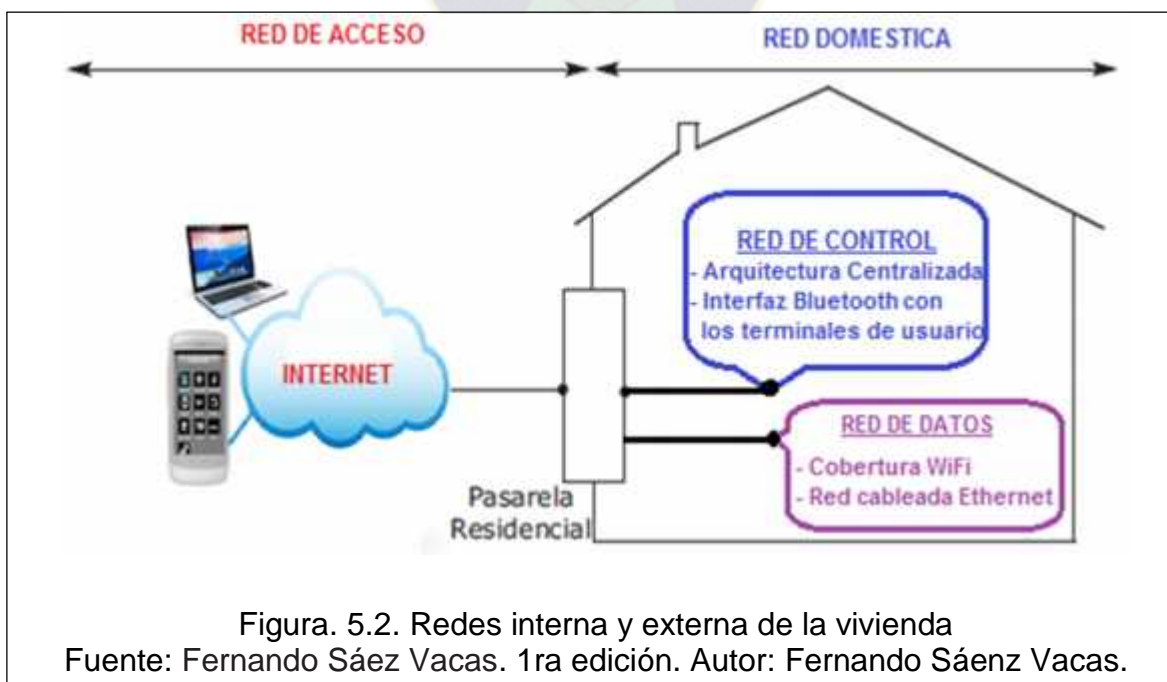 RED DE ACCESO
RED DOMESTICA
RED DE CONTROL
- Arquitectura Centralizada
- Interfaz Bluetooth con
los terminales de usuario
INTERNET
RED DE DATOS
- Cobertura WiFi
- Red cableada Ethernet
Pasarela
Residencial
Figura. 5.2. Redes interna y externa de la vivienda
Fuente: Fernando Sáez Vacas. 1ra edición. Autor: Fernando Sáenz Vacas.